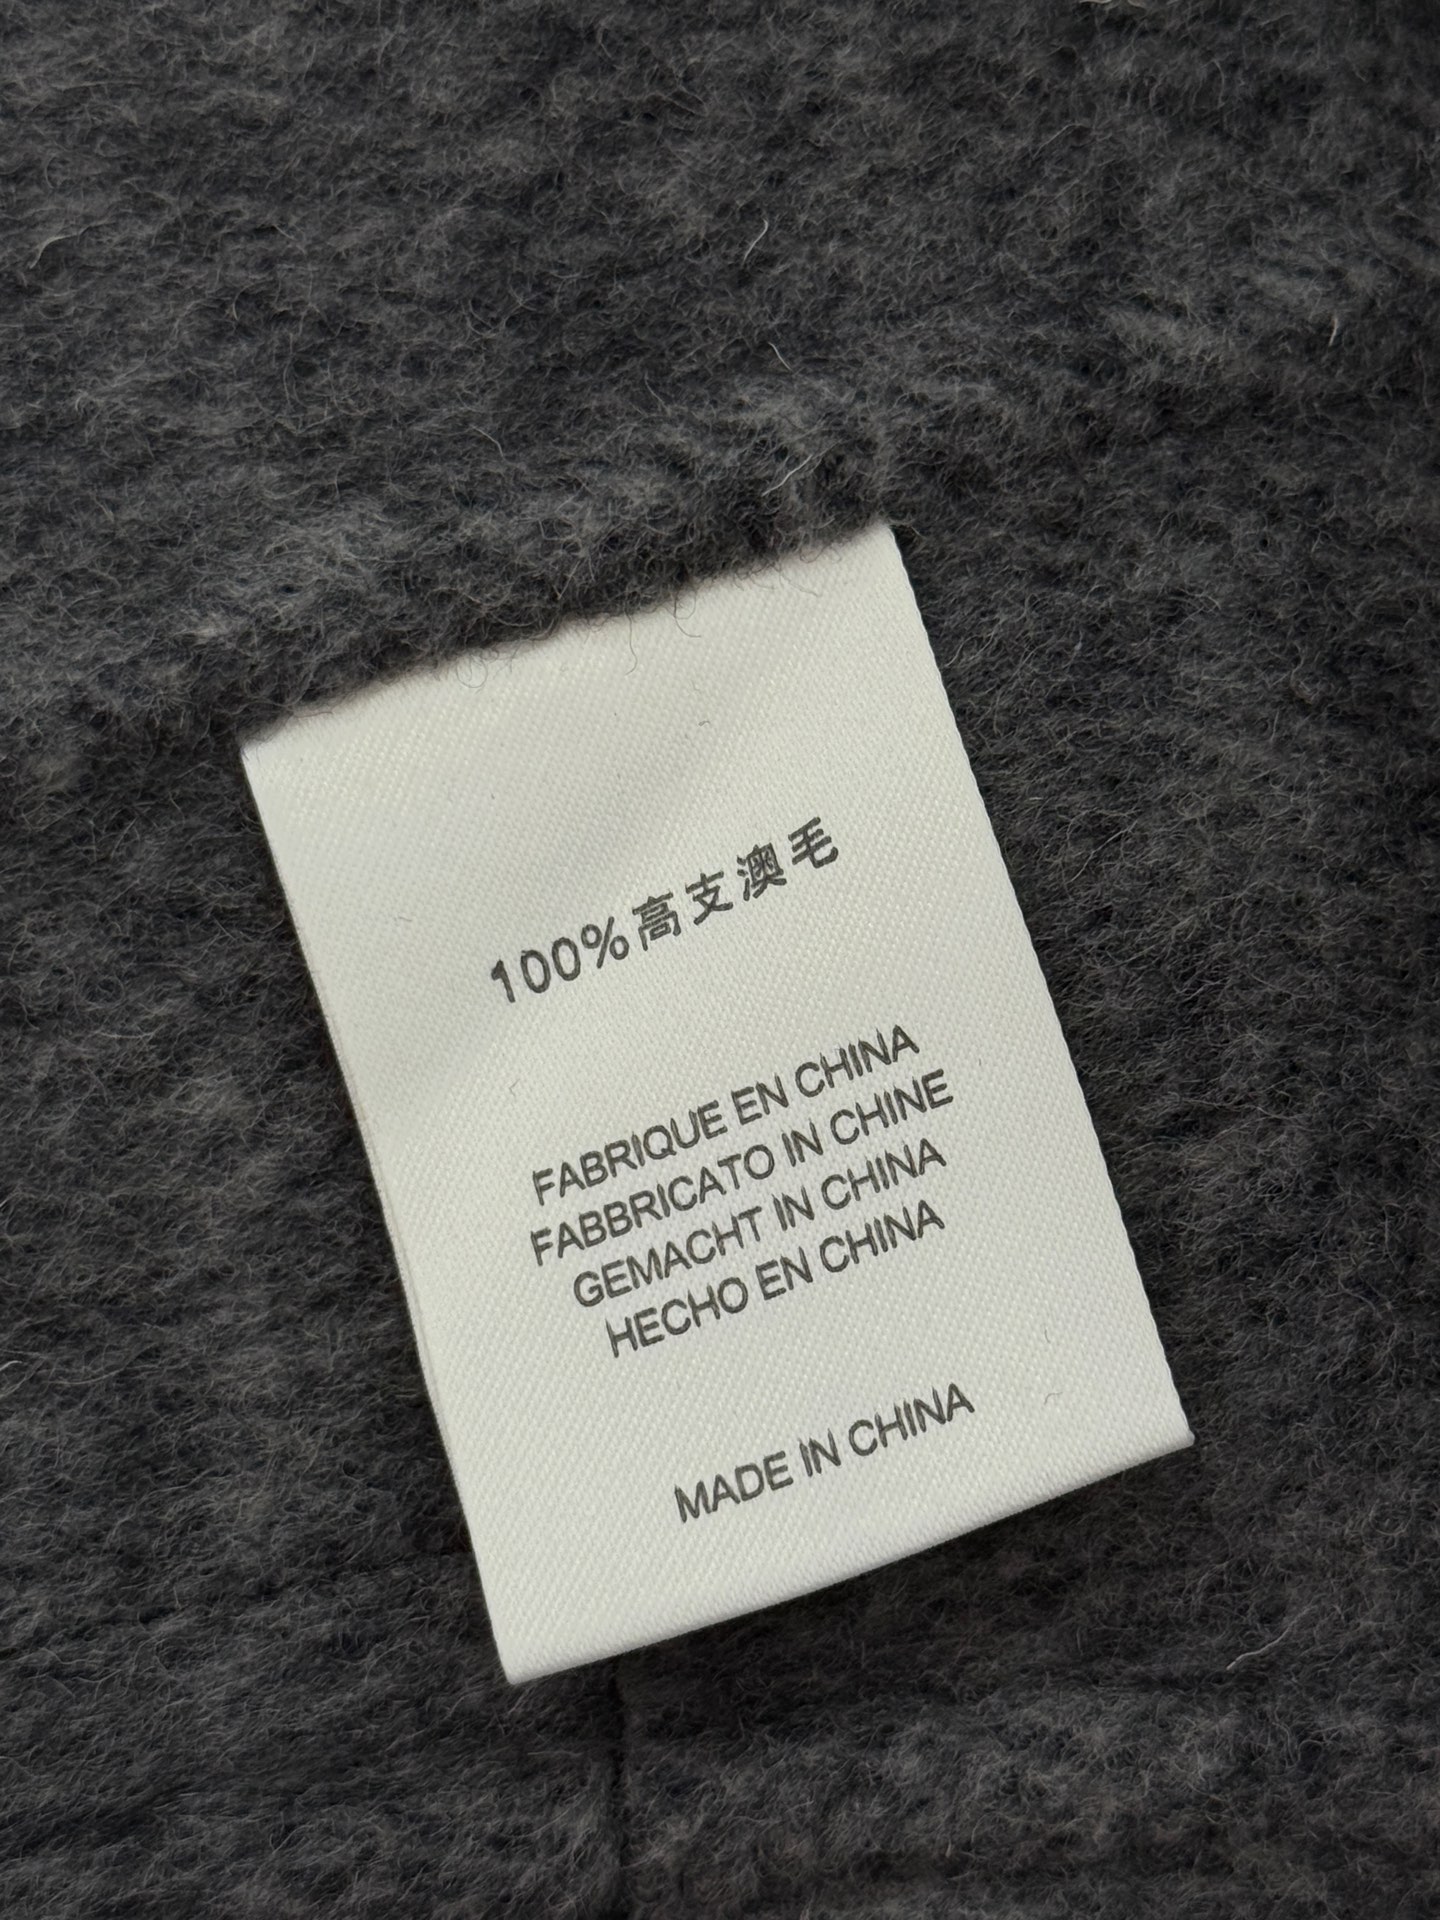 100%高支澳毛
FABRIQUE EN CHINA
FABBRICATO IN CHINE
GEMACHT IN CHINA
HECHO EN CHINA
MADE IN CHINA